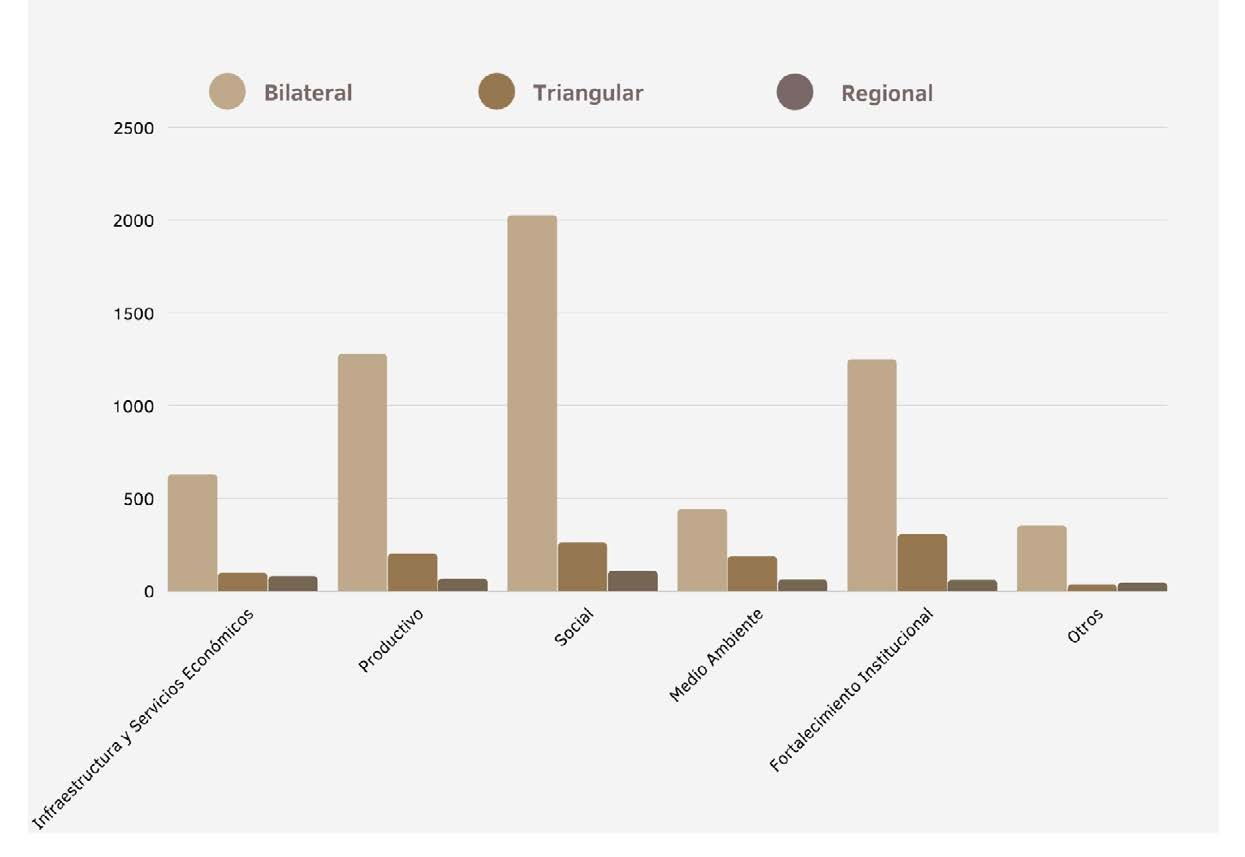 Bilateral
Triangular
Regional
2500
2000
1500
1000
500
0
Infraestructura y Servicios Económicos
Productivo
Social
Medio Ambiente
Fortalecimiento Institucional
Otros